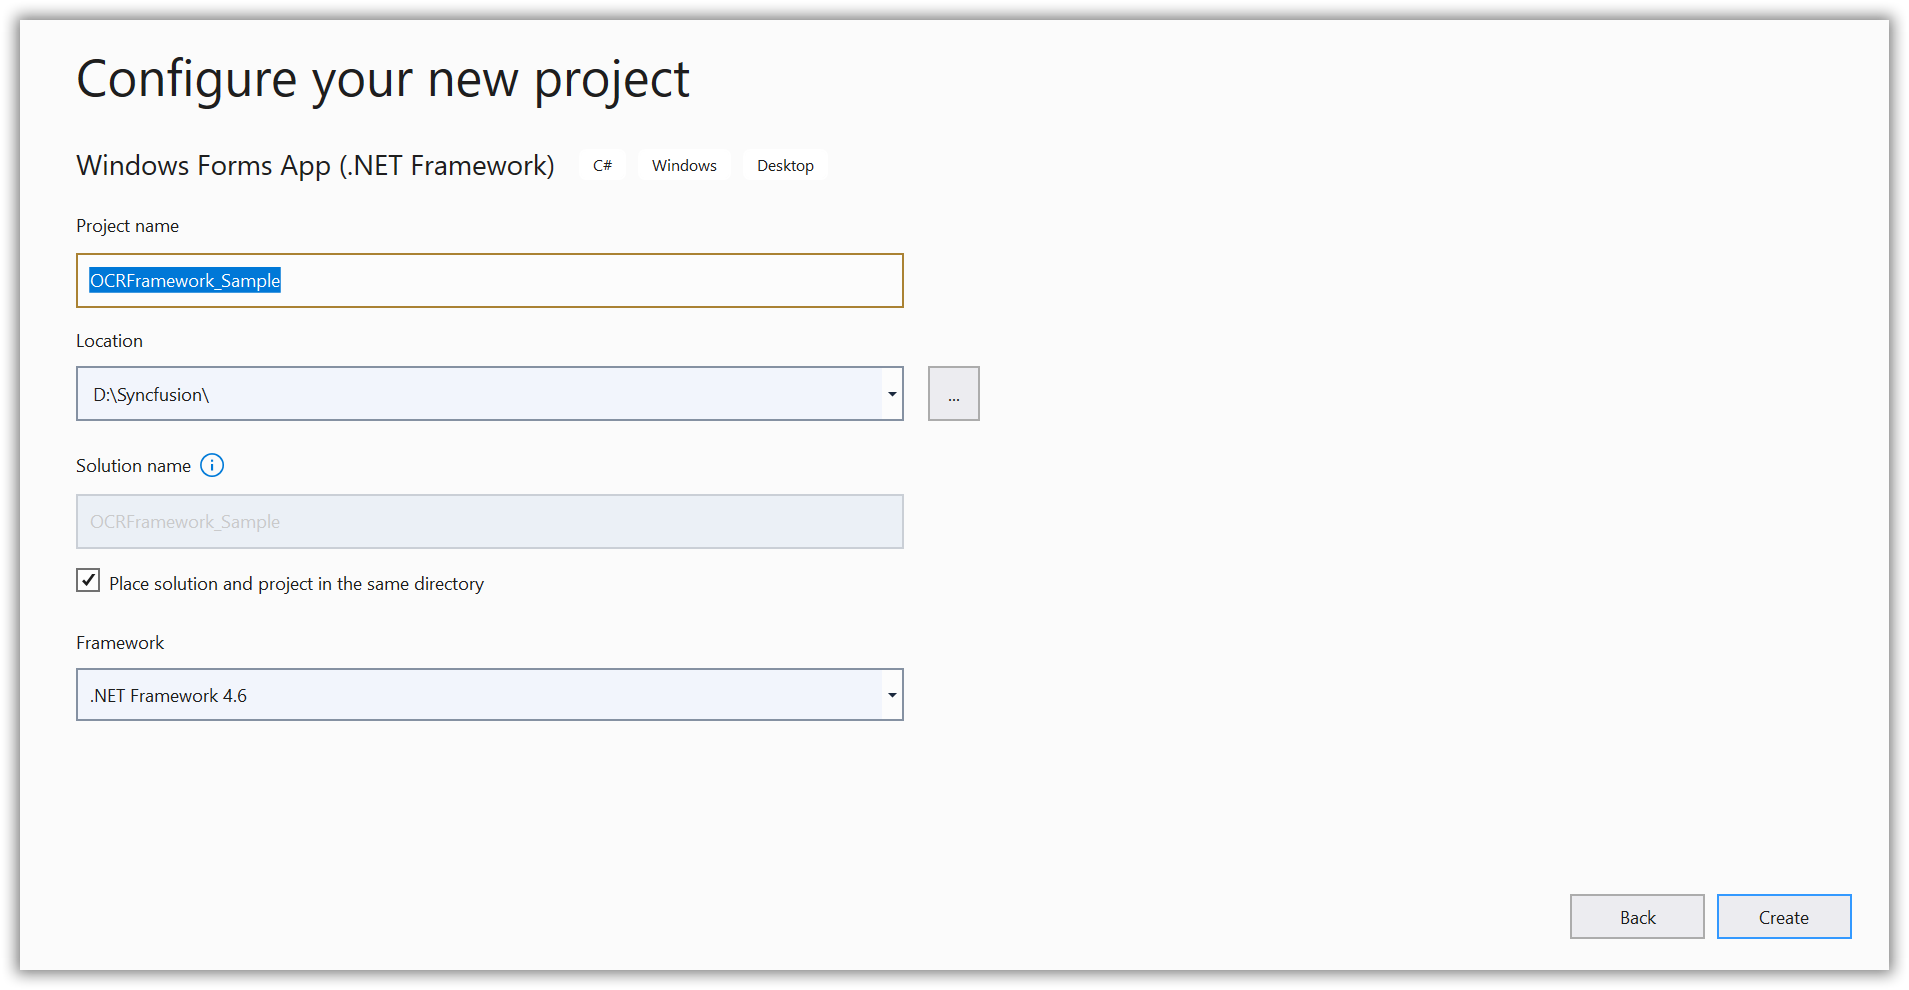 Configure your new project
Windows Forms App (.NET Framework) C# Windows Desktop
Project name
OCRFramework_Sample
Location
D:\Syncfusion\
...
Solution name
OCRFramework_Sample
Place solution and project in the same directory
Framework
.NET Framework 4.6
Back Create